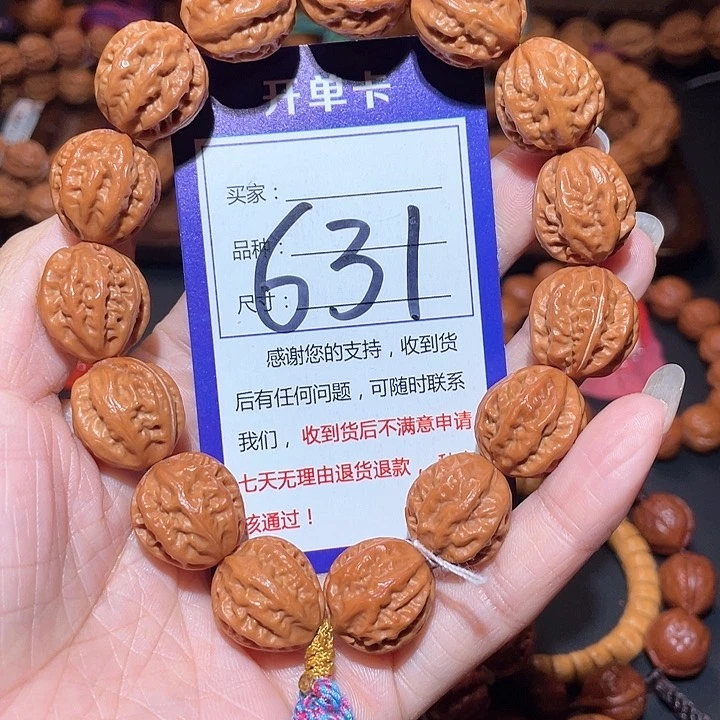 开单卡
买家：
品种：
尺寸：
631
感谢您的支持，收到货
后有任何问题，可随时联系
我们，收到货后不满意申请
七天无理由退货退款，
核通过！